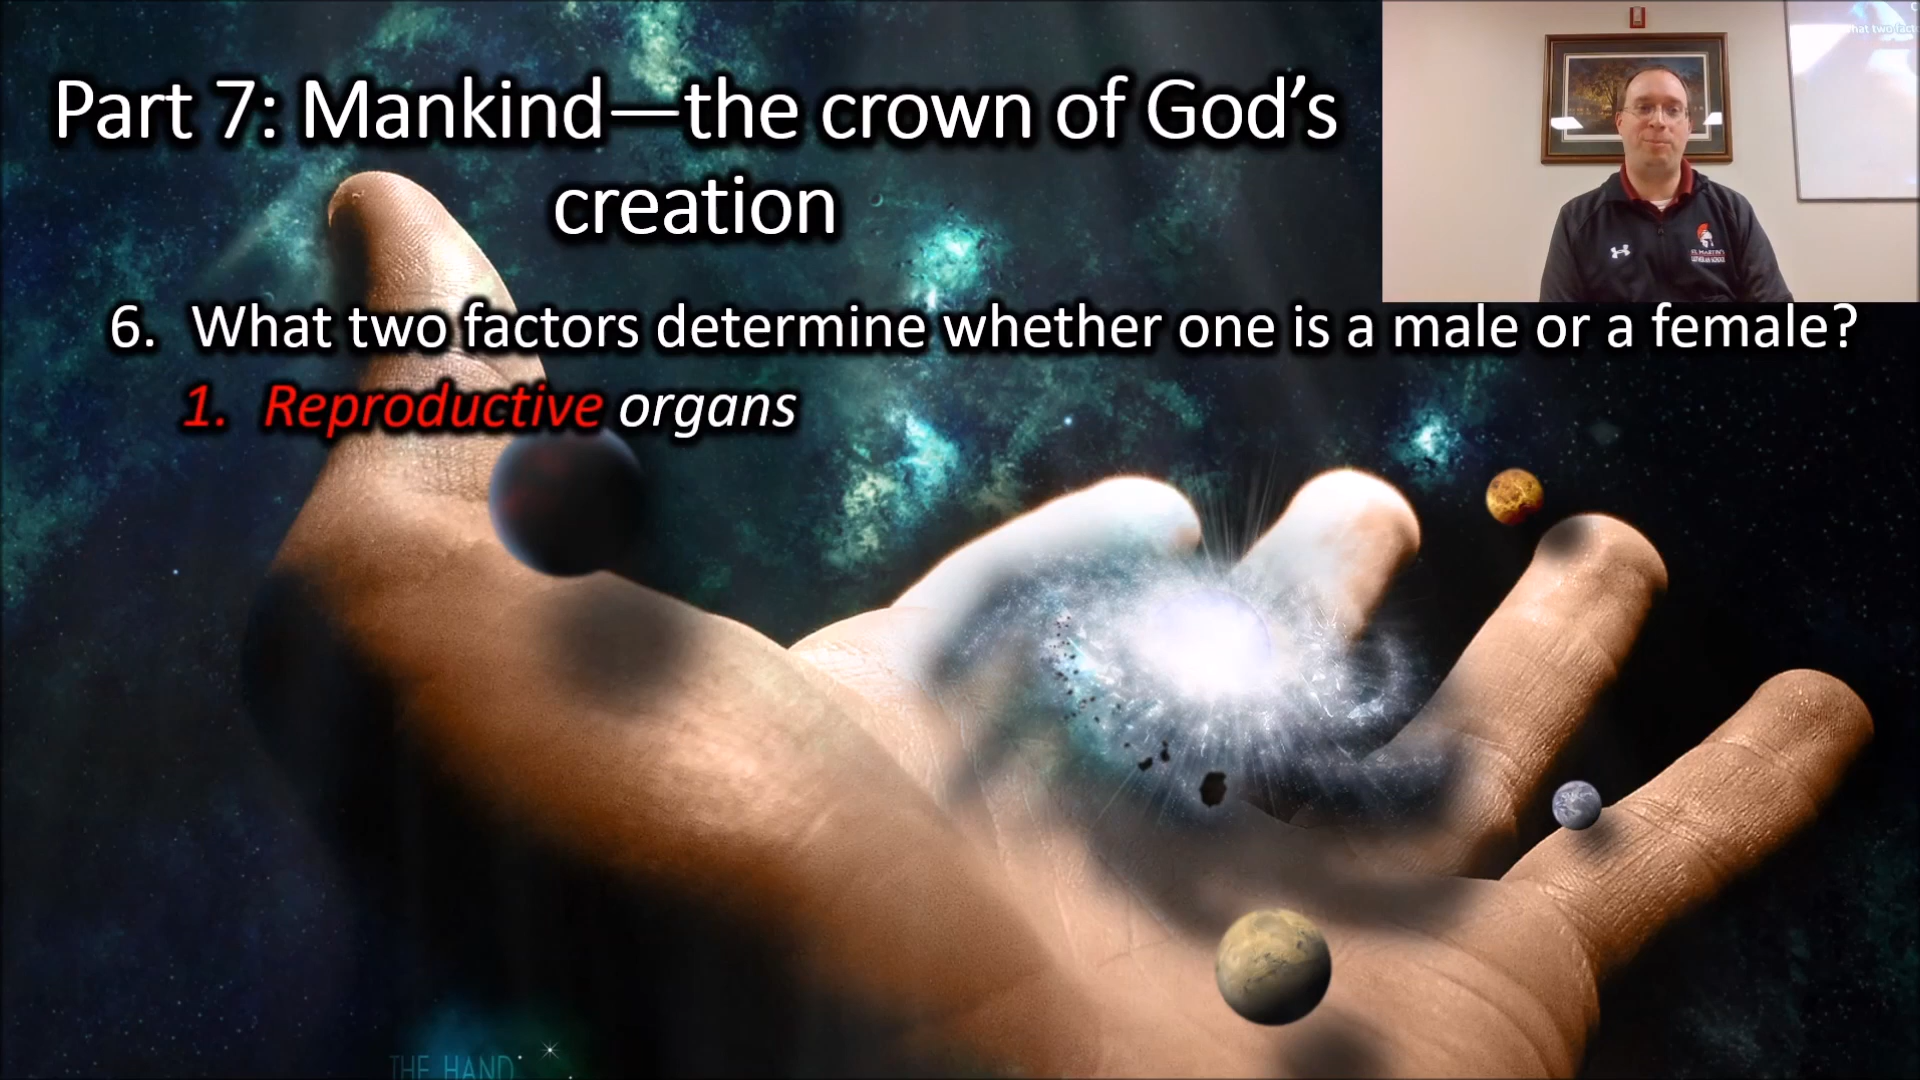 Part 7: Mankind—the crown of God's
creation
6. What two factors determine whether one is a male or a female?
1. Reproductive organs
THE HAND